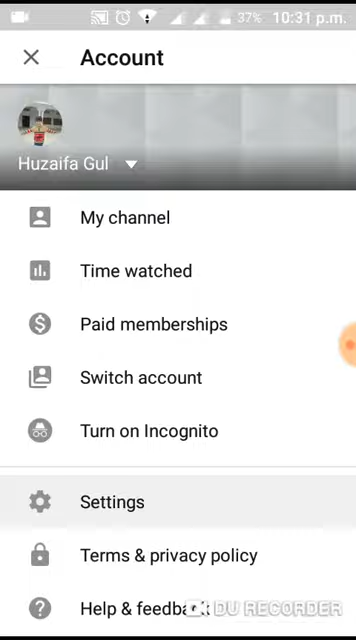 37% 10:31 p.m.
Account
Huzaifa Gul
My channel
Time watched
Paid memberships
Switch account
Turn on Incognito
Settings
Terms & privacy policy
Help & feedback
DU RECORDER